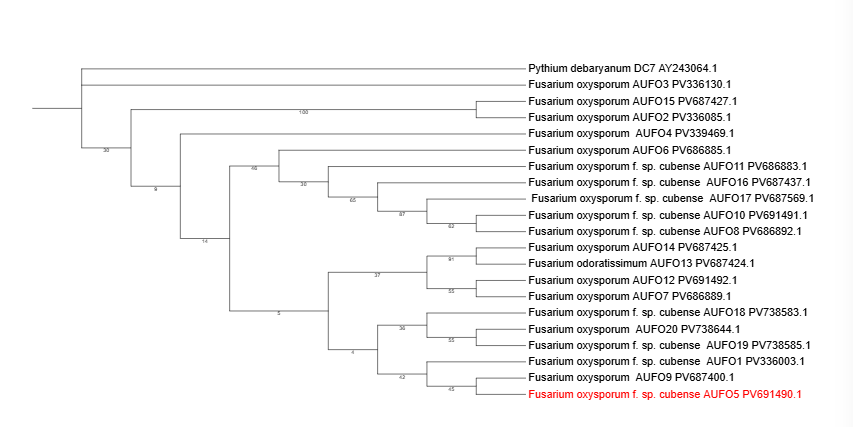 Pythium debaryanum DC7 AY243064.1
Fusarium oxysporum AUFO3 PV336130.1
Fusarium oxysporum AUFO15 PV687427.1
100
Fusarium oxysporum AUFO2 PV336085.1
Fusarium oxysporum  AUFO4 PV339469.1
30
Fusarium oxysporum AUFO6 PV686885.1
Fusarium oxysporum f. sp. cubense AUFO11 PV686883.1
46
Fusarium oxysporum f. sp. cubense  AUFO16 PV687437.1
30
9
Fusarium oxysporum f. sp. cubense  AUFO17 PV687569.1
65
Fusarium oxysporum f. sp. cubense AUFO10 PV691491.1
87
62
Fusarium oxysporum f. sp. cubense AUFO8 PV686892.1
14
Fusarium oxysporum AUFO14 PV687425.1
91
Fusarium odoratissimum AUFO13 PV687424.1
37
Fusarium oxysporum AUFO12 PV691492.1
55
Fusarium oxysporum AUFO7 PV686889.1
5
Fusarium oxysporum f. sp. cubense AUFO18 PV738583.1
36
Fusarium oxysporum  AUFO20 PV738644.1
55
Fusarium oxysporum f. sp. cubense  AUFO19 PV738585.1
4
Fusarium oxysporum f. sp. cubense  AUFO1 PV336003.1
42
Fusarium oxysporum  AUFO9 PV687400.1
45
Fusarium oxysporum f. sp. cubense AUFO5 PV691490.1